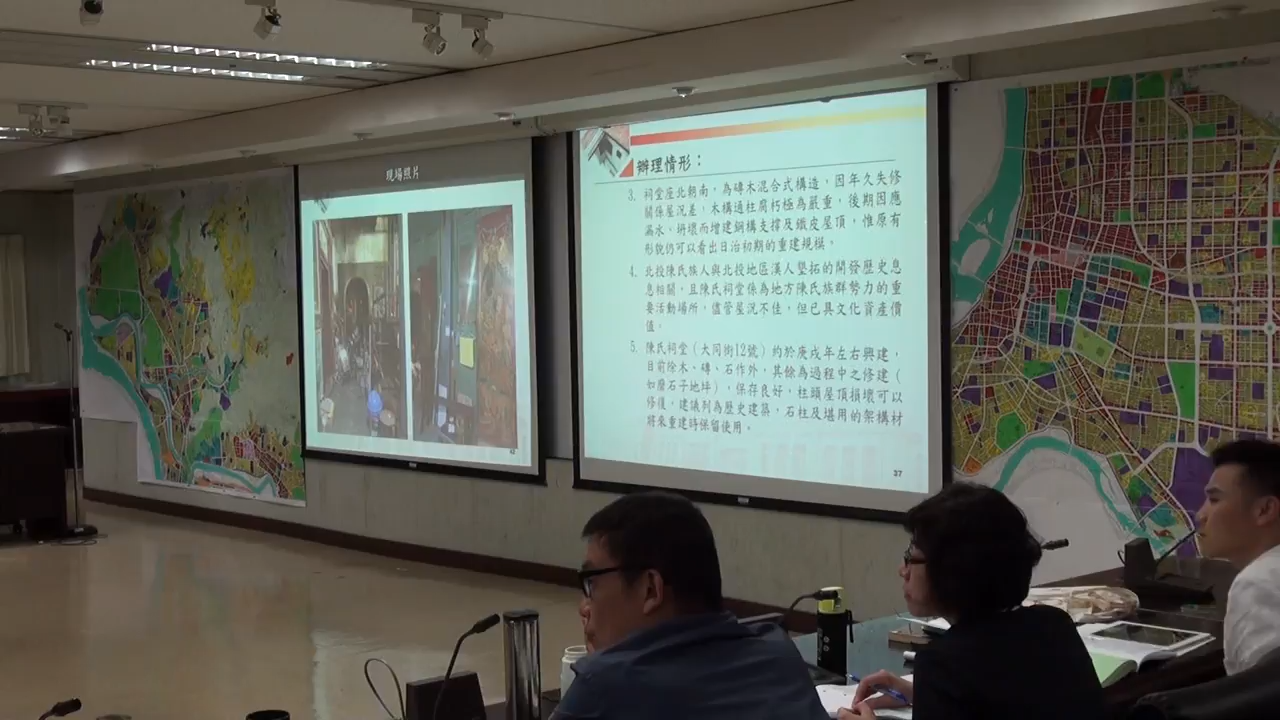 現場照片
辦理情形：
3. 祠堂座北朝南，為磚木混合式構造，因年久失修
關係屋況差，木構通柱腐朽極為嚴重，後期因應
漏水、坍壞而增建鋼構支撐及鐵皮屋頂，惟原有
形貌仍可以看出日治初期的重建規模。
4. 北投陳氏族人與北投地區漢人墾拓的開發歷史息
息相關，且陳氏祠堂係為地方陳氏族群勢力的重
要活動場所，儘管屋況不佳，但已具文化資產價
值。
5. 陳氏祠堂（大同街12號）約於庚戌年左右興建，
目前除木、磚、石作外，其餘為過程中之修建（
如磨石子地坪），保存良好，柱頭屋頂損壞可以
修復，建議列為歷史建築，石柱及堪用的架構材
將來重建時保留使用。
37